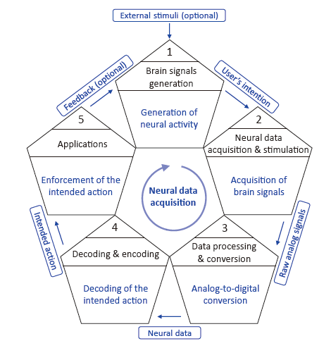 External stimuli (optional)
1
Brain signals
generation
Generation of
neural activity
User's intention
2
Neural data
acquisition & stimulation
Acquisition of
brain signals
Raw analog signals
3
Data processing
& conversion
Analog-to-digital
conversion
Neural data
4
Decoding & encoding
Decoding of the
intended action
Intended action
5
Applications
Enforcement of the
intended action
Feedback (optional)
Neural data
acquisition